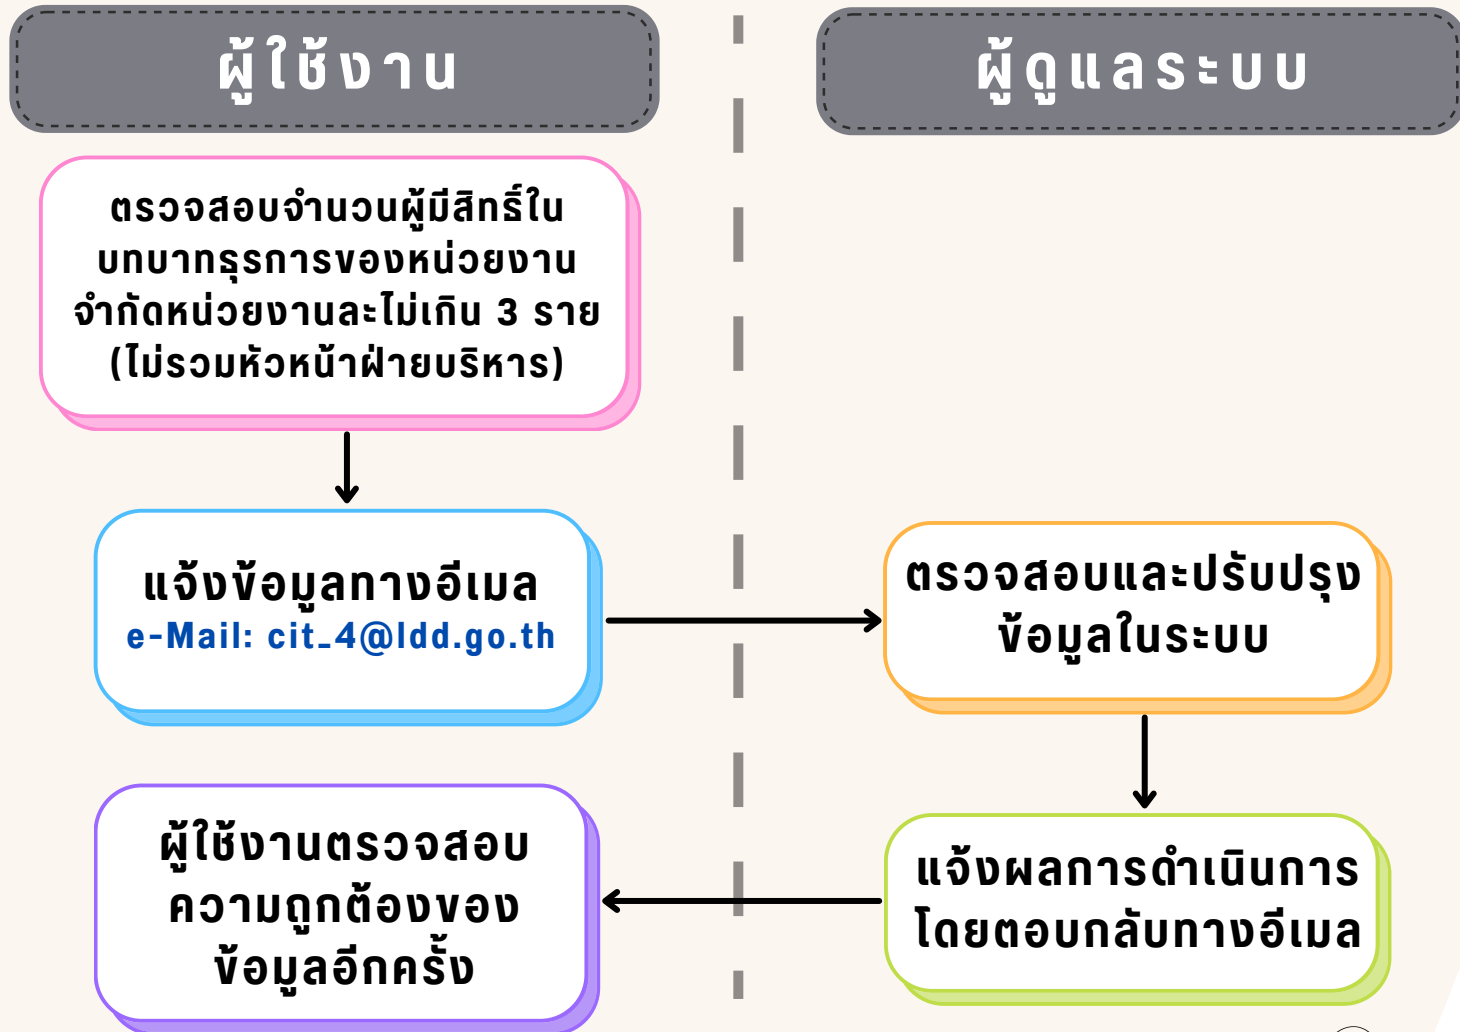 ผู้ใช้งาน
ผู้ดูแลระบบ
ตรวจสอบจำนวนผู้มีสิทธิ์ใน
บทบาทธุรการของหน่วยงาน
จำกัดหน่วยงานละไม่เกิน 3 ราย
(ไม่รวมหัวหน้าฝ่ายบริหาร)
แจ้งข้อมูลทางอีเมล
e-Mail: cit_4@ldd.go.th
ตรวจสอบและปรับปรุง
ข้อมูลในระบบ
แจ้งผลการดำเนินการ
โดยตอบกลับทางอีเมล
ผู้ใช้งานตรวจสอบ
ความถูกต้องของ
ข้อมูลอีกครั้ง